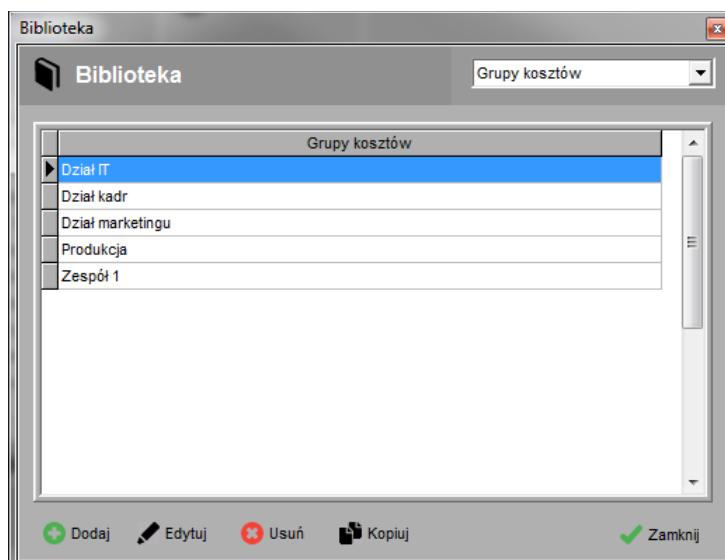 Biblioteka
Biblioteka
Grupy kosztów
Grupy kosztów
Dział IT
Dział kadr
Dział marketingu
Produkcja
Zespół 1
Dodaj Edytuj Usuń Kopiuj Zamknij